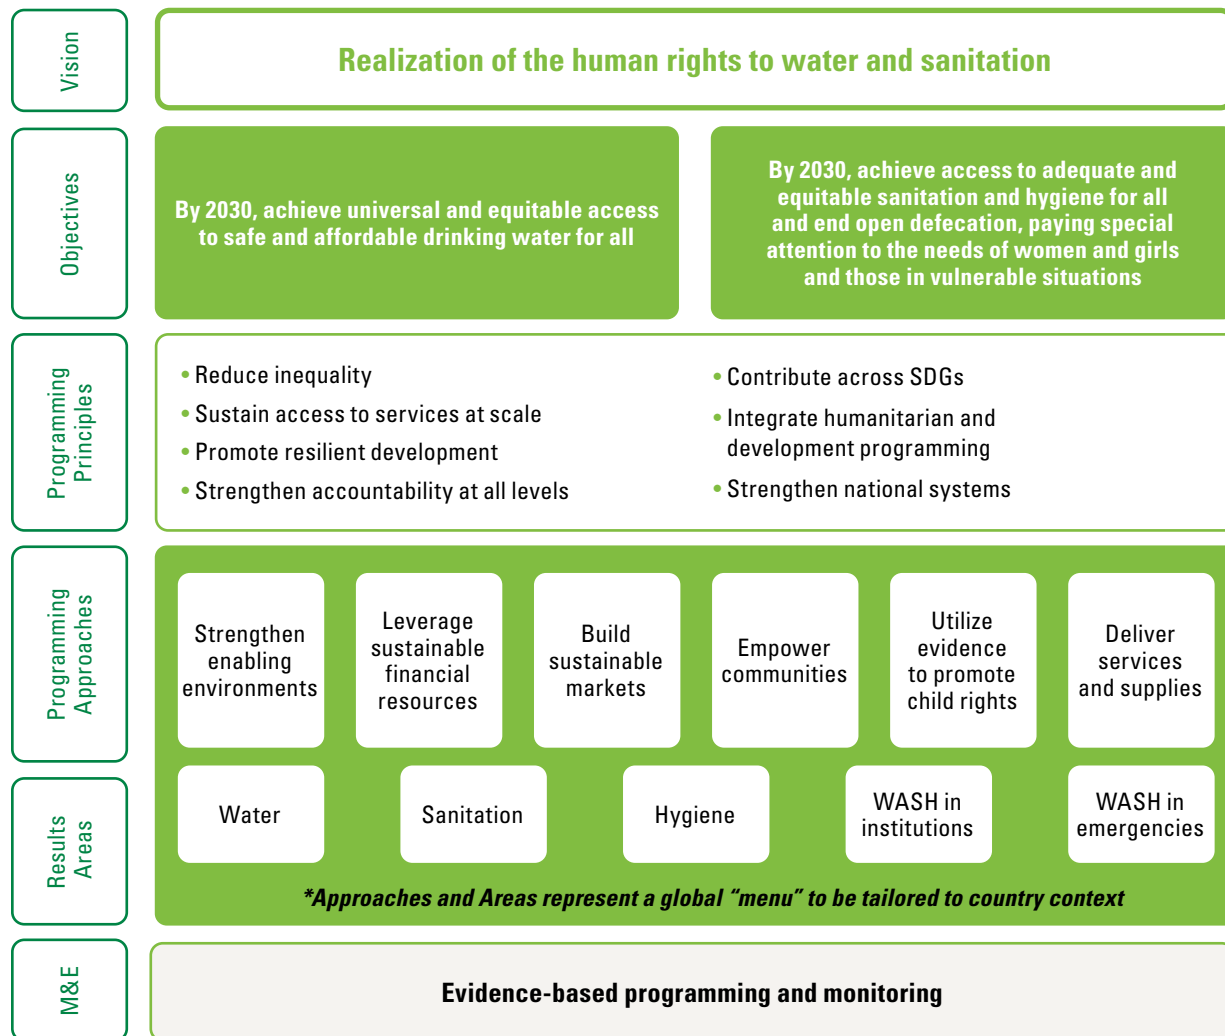 Vision
Realization of the human rights to water and sanitation
Objectives
By 2030, achieve universal and equitable access
to safe and affordable drinking water for all
By 2030, achieve access to adequate and
equitable sanitation and hygiene for all
and end open defecation, paying special
attention to the needs of women and girls
and those in vulnerable situations
Programming
Principles
• Reduce inequality
• Sustain access to services at scale
• Promote resilient development
• Strengthen accountability at all levels
• Contribute across SDGs
• Integrate humanitarian and
development programming
• Strengthen national systems
Programming
Approaches
Strengthen
enabling
environments
Leverage
sustainable
financial
resources
Build
sustainable
markets
Empower
communities
Utilize
evidence
to promote
child rights
Deliver
services
and supplies
Results
Areas
Water
Sanitation
Hygiene
WASH in
institutions
WASH in
emergencies
*Approaches and Areas represent a global “menu” to be tailored to country context
M&E
Evidence-based programming and monitoring